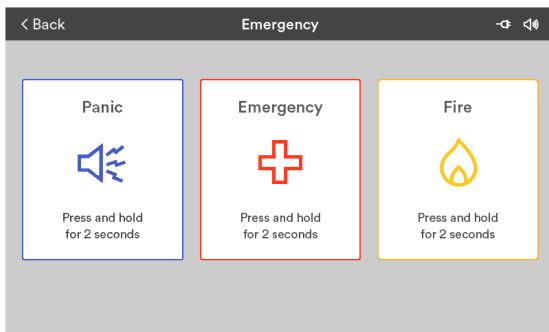 Back
Emergency
Panic
Emergency
Fire
Press and hold
for 2 seconds
Press and hold
for 2 seconds
Press and hold
for 2 seconds